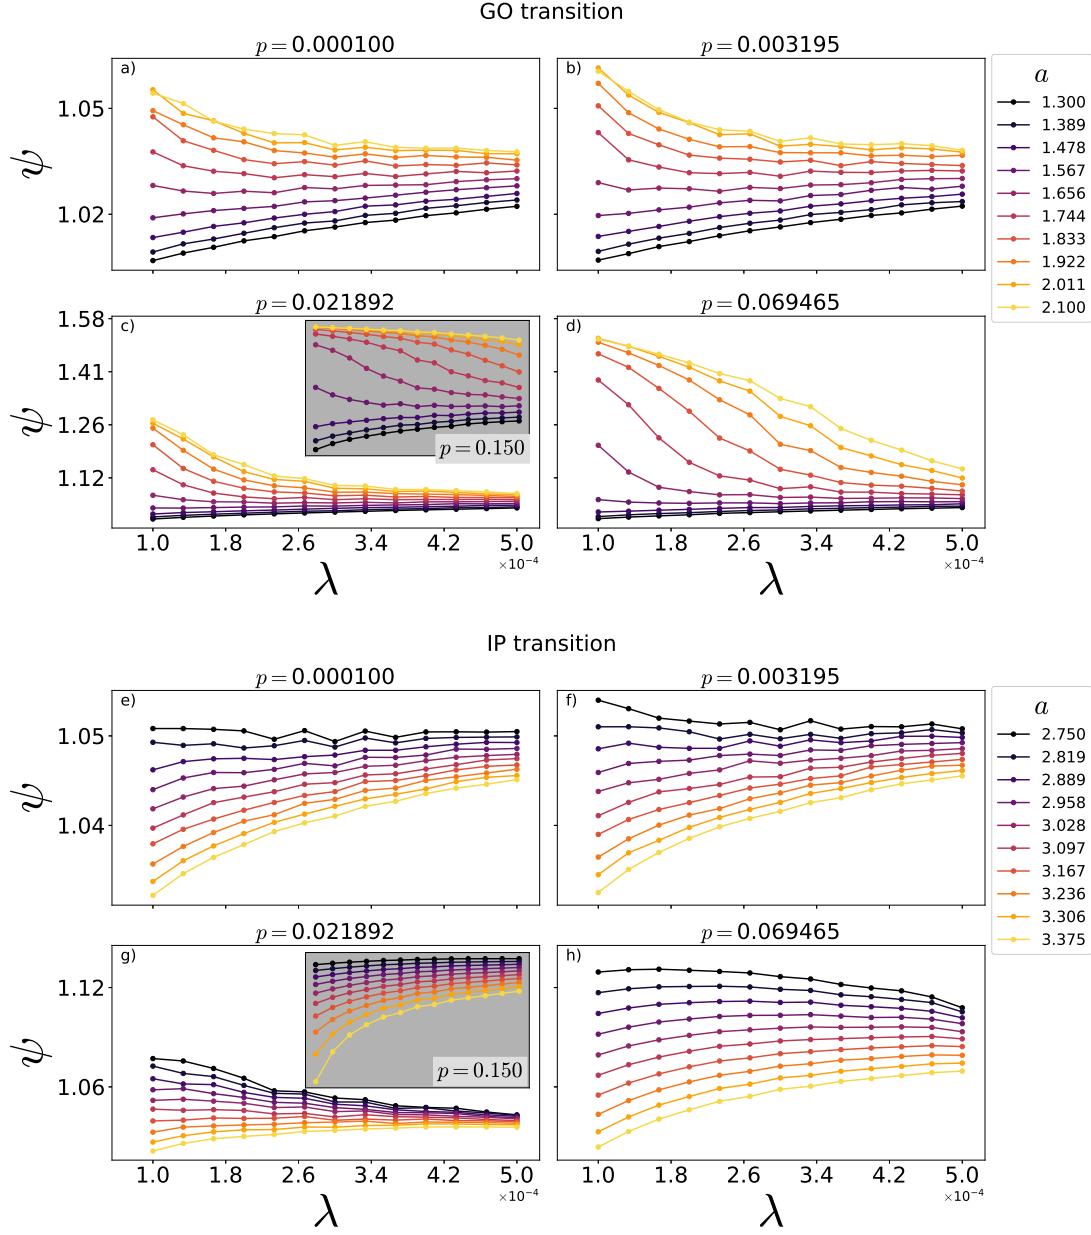 GO transition
p = 0.000100
p = 0.003195
a)
b)
a
1.300
1.389
1.478
1.567
1.656
1.744
1.833
1.922
2.011
2.100
1.05
1.02
ψ
p = 0.021892
p = 0.069465
c)
d)
p = 0.150
1.58
1.41
1.26
1.12
ψ
1.0 1.8 2.6 3.4 4.2 5.0
×10⁻⁴
λ
1.0 1.8 2.6 3.4 4.2 5.0
×10⁻⁴
λ
IP transition
p = 0.000100
p = 0.003195
e)
f)
a
2.750
2.819
2.889
2.958
3.028
3.097
3.167
3.236
3.306
3.375
1.05
1.04
ψ
p = 0.021892
p = 0.069465
g)
h)
p = 0.150
1.12
1.06
ψ
1.0 1.8 2.6 3.4 4.2 5.0
×10⁻⁴
λ
1.0 1.8 2.6 3.4 4.2 5.0
×10⁻⁴
λ